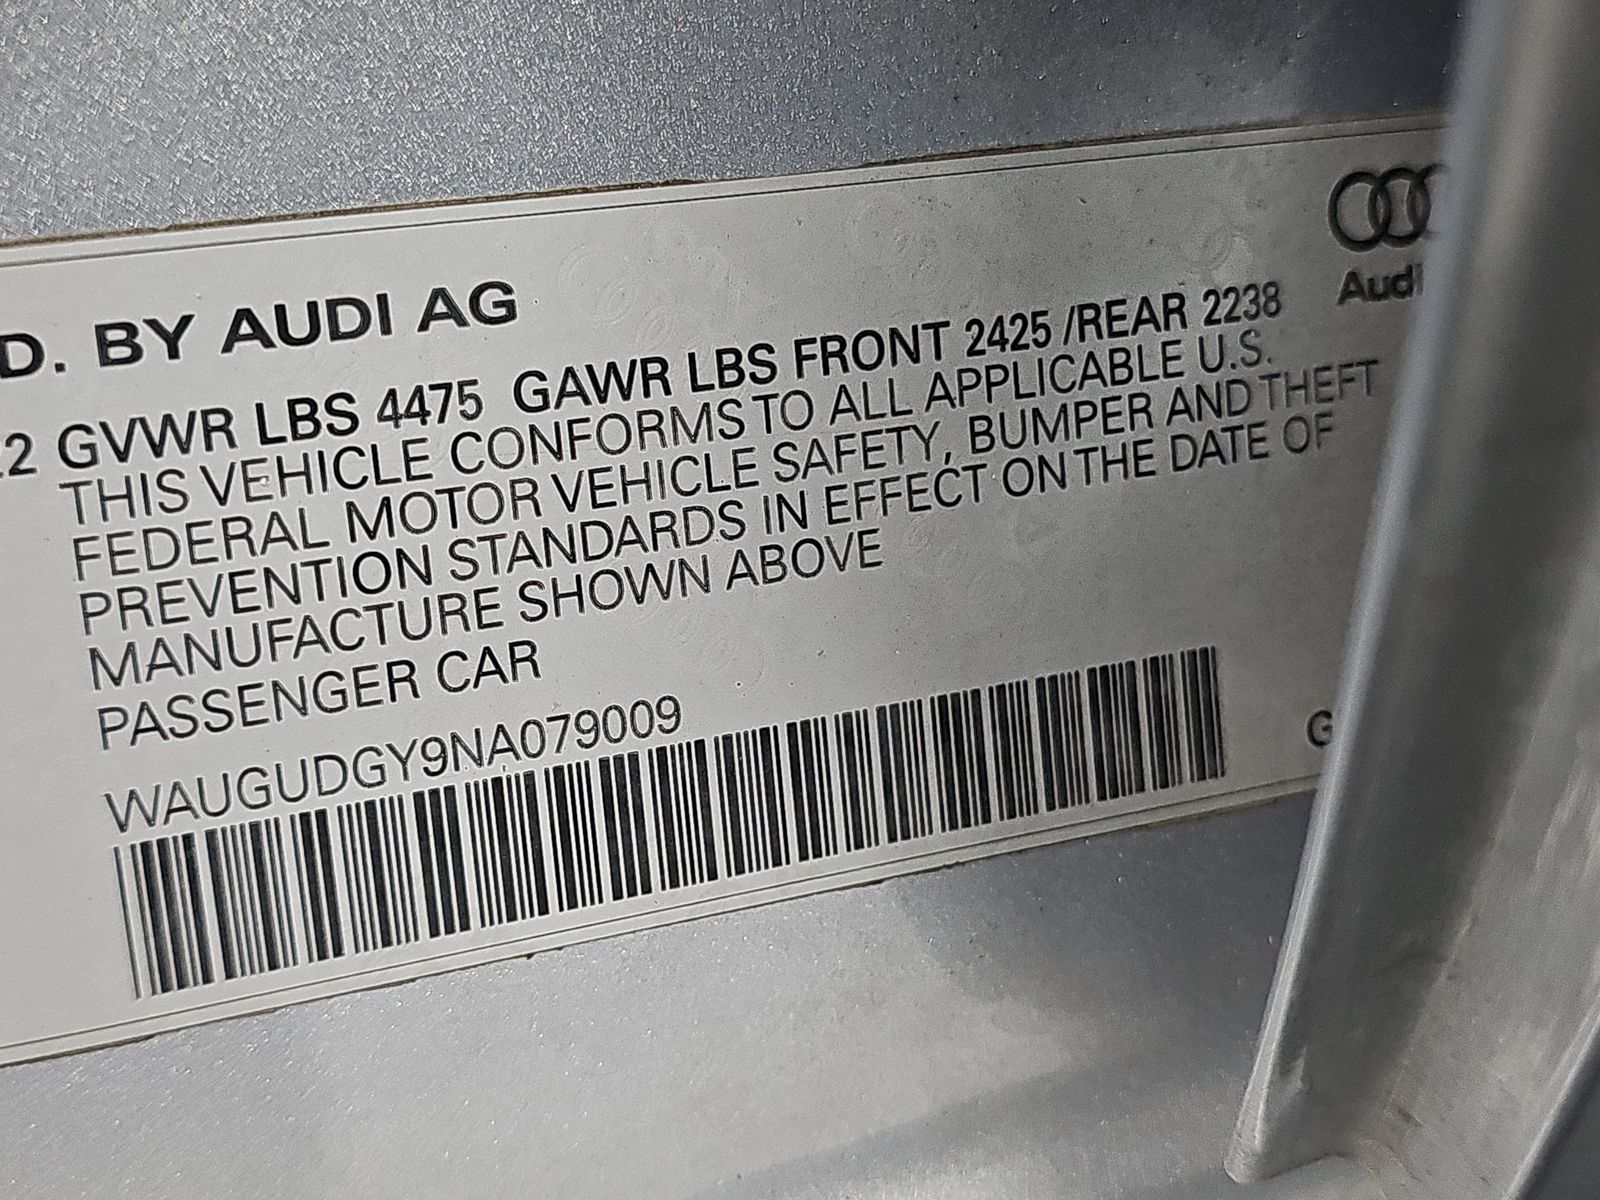 Audi
D. BY AUDI AG
22 GVWR LBS 4475 GAWR LBS FRONT 2425 /REAR 2238
THIS VEHICLE CONFORMS TO ALL APPLICABLE U.S.
FEDERAL MOTOR VEHICLE SAFETY, BUMPER AND THEFT
PREVENTION STANDARDS IN EFFECT ON THE DATE OF
MANUFACTURE SHOWN ABOVE
PASSENGER CAR
WAUGUDGY9NA079009
G